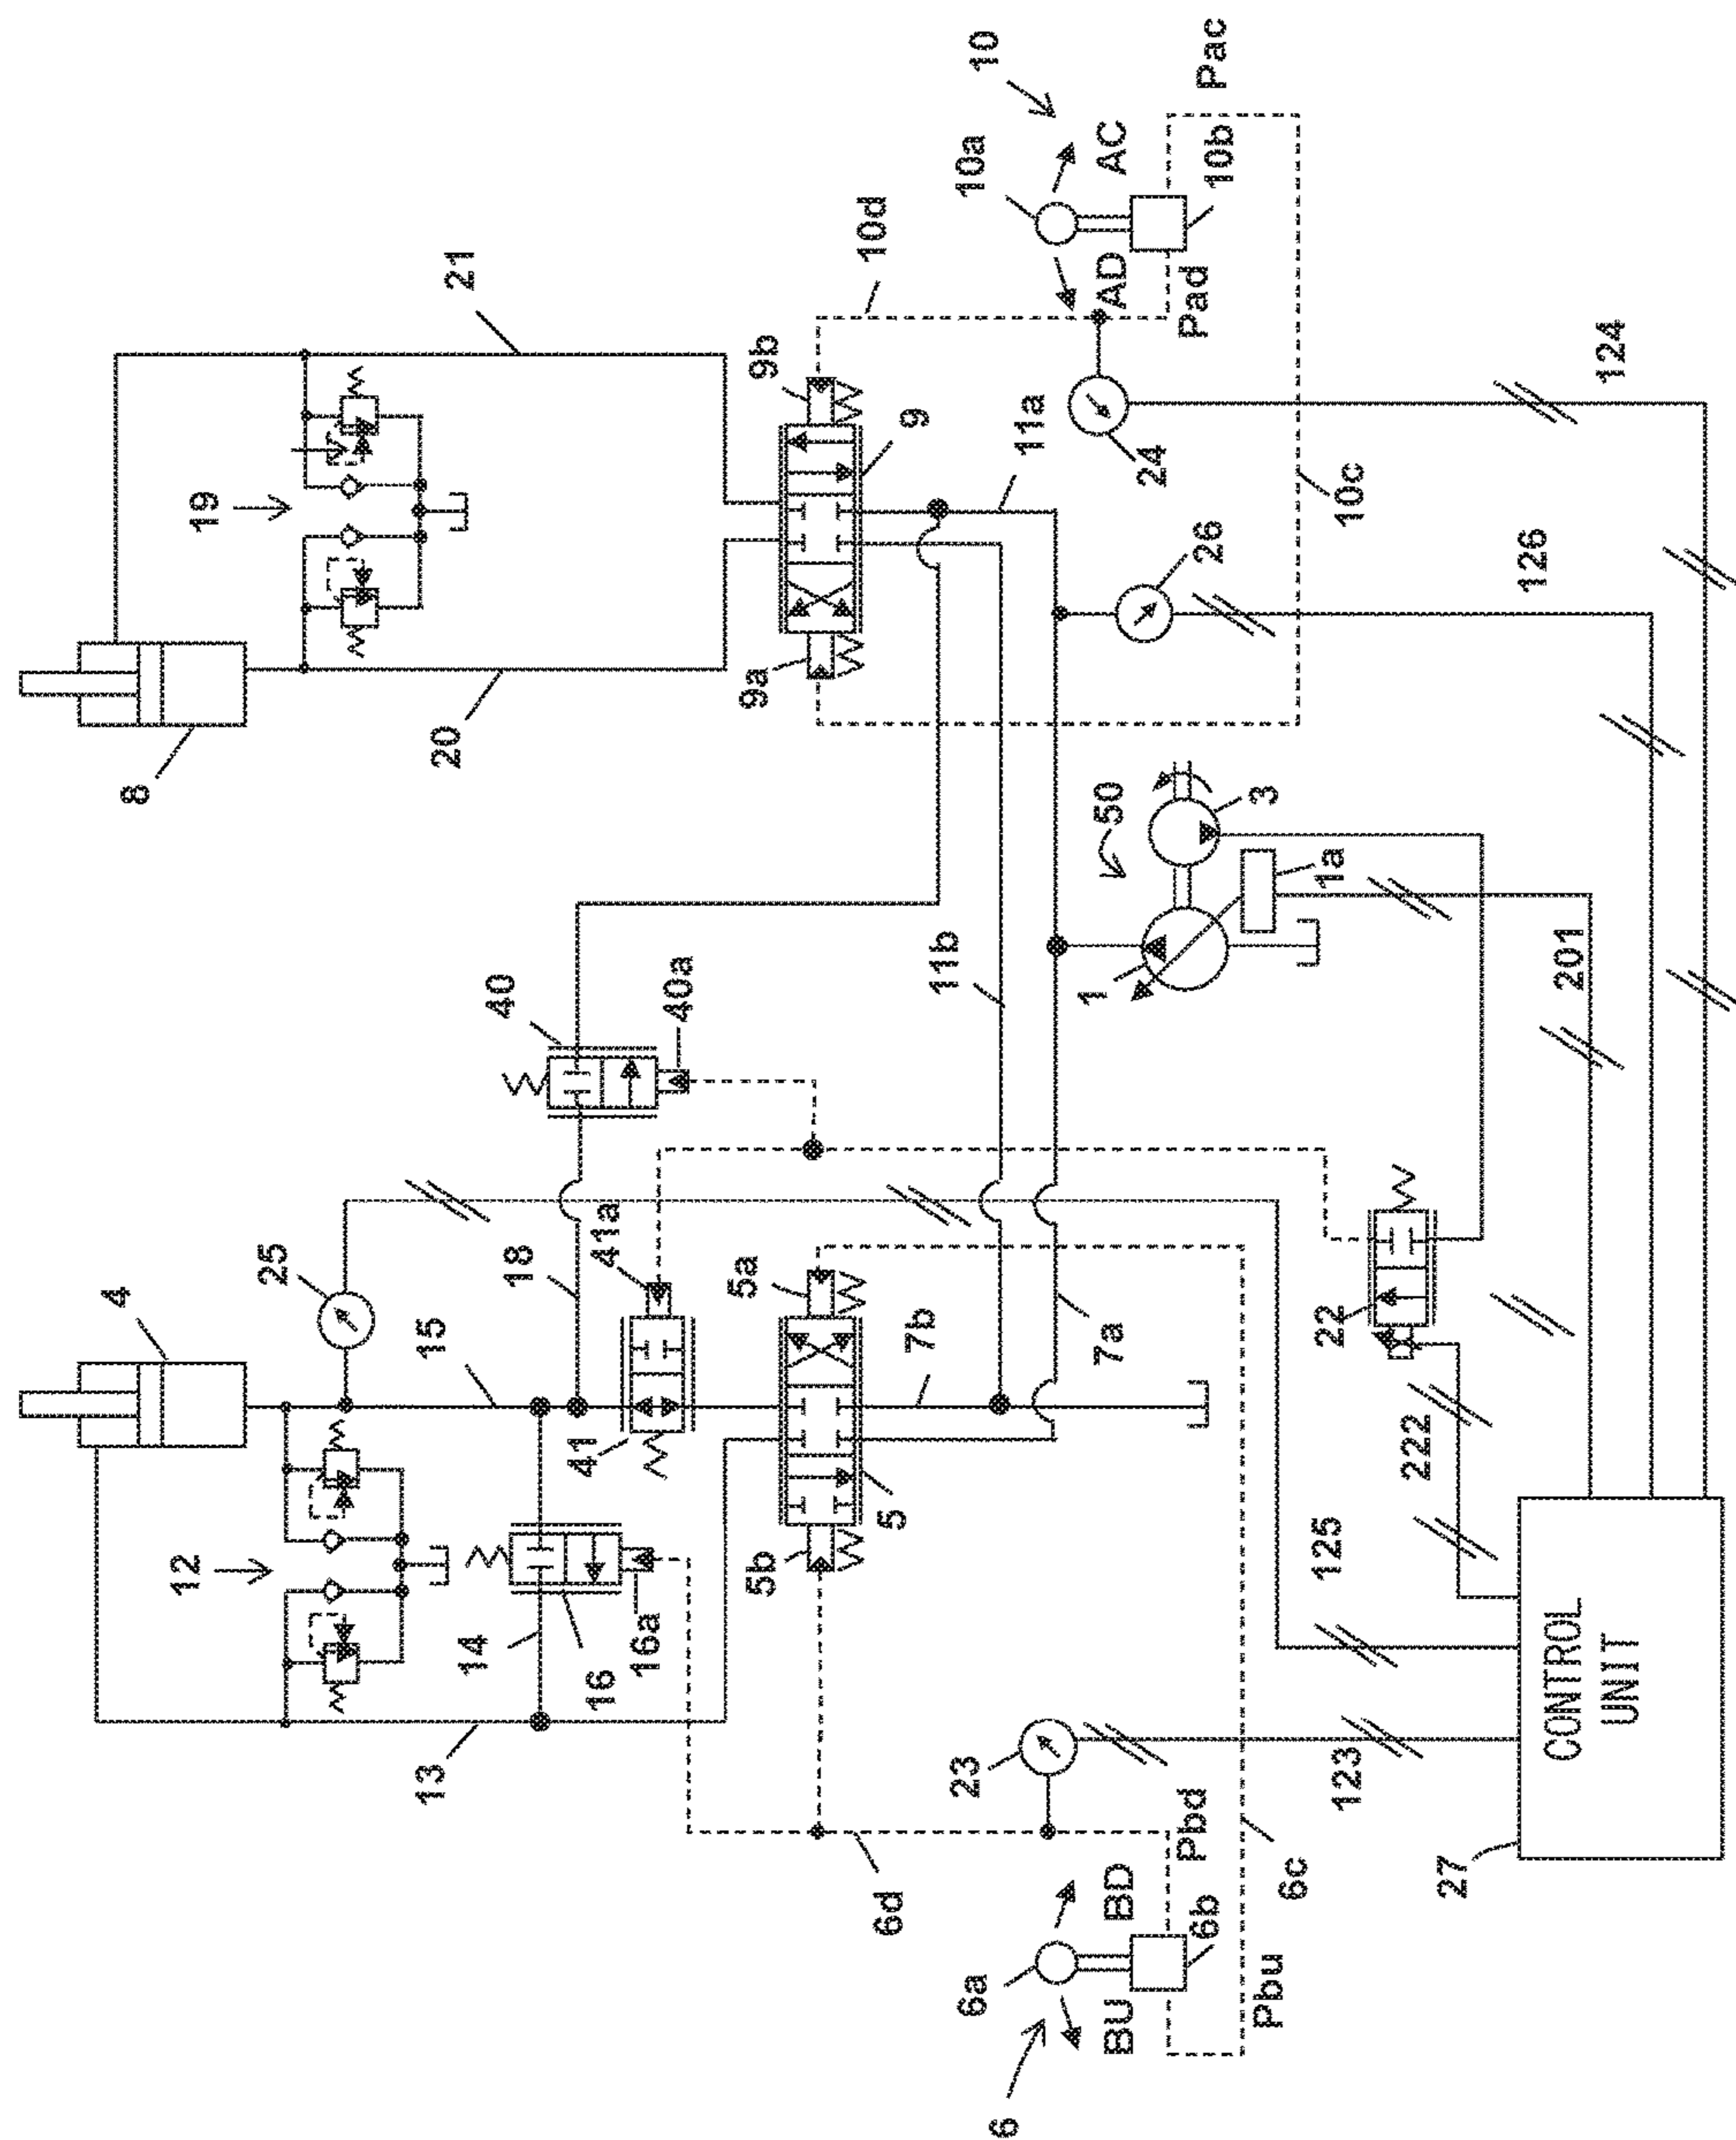 4
25
15
12
18
14
16
16a
13
41
41a
40
40a
5b
5
5a
7b
7a
11b
8
20
19
21
9a
9
9b
11a
10d
10
10a
AD
AC
10b
Pad
Pac
24
26
10c
124
126
50
3
1
1a
201
22
222
125
123
23
6d
6
6a
BU
BD
6b
Pbd
Pbu
6c
27
CONTROL
UNIT